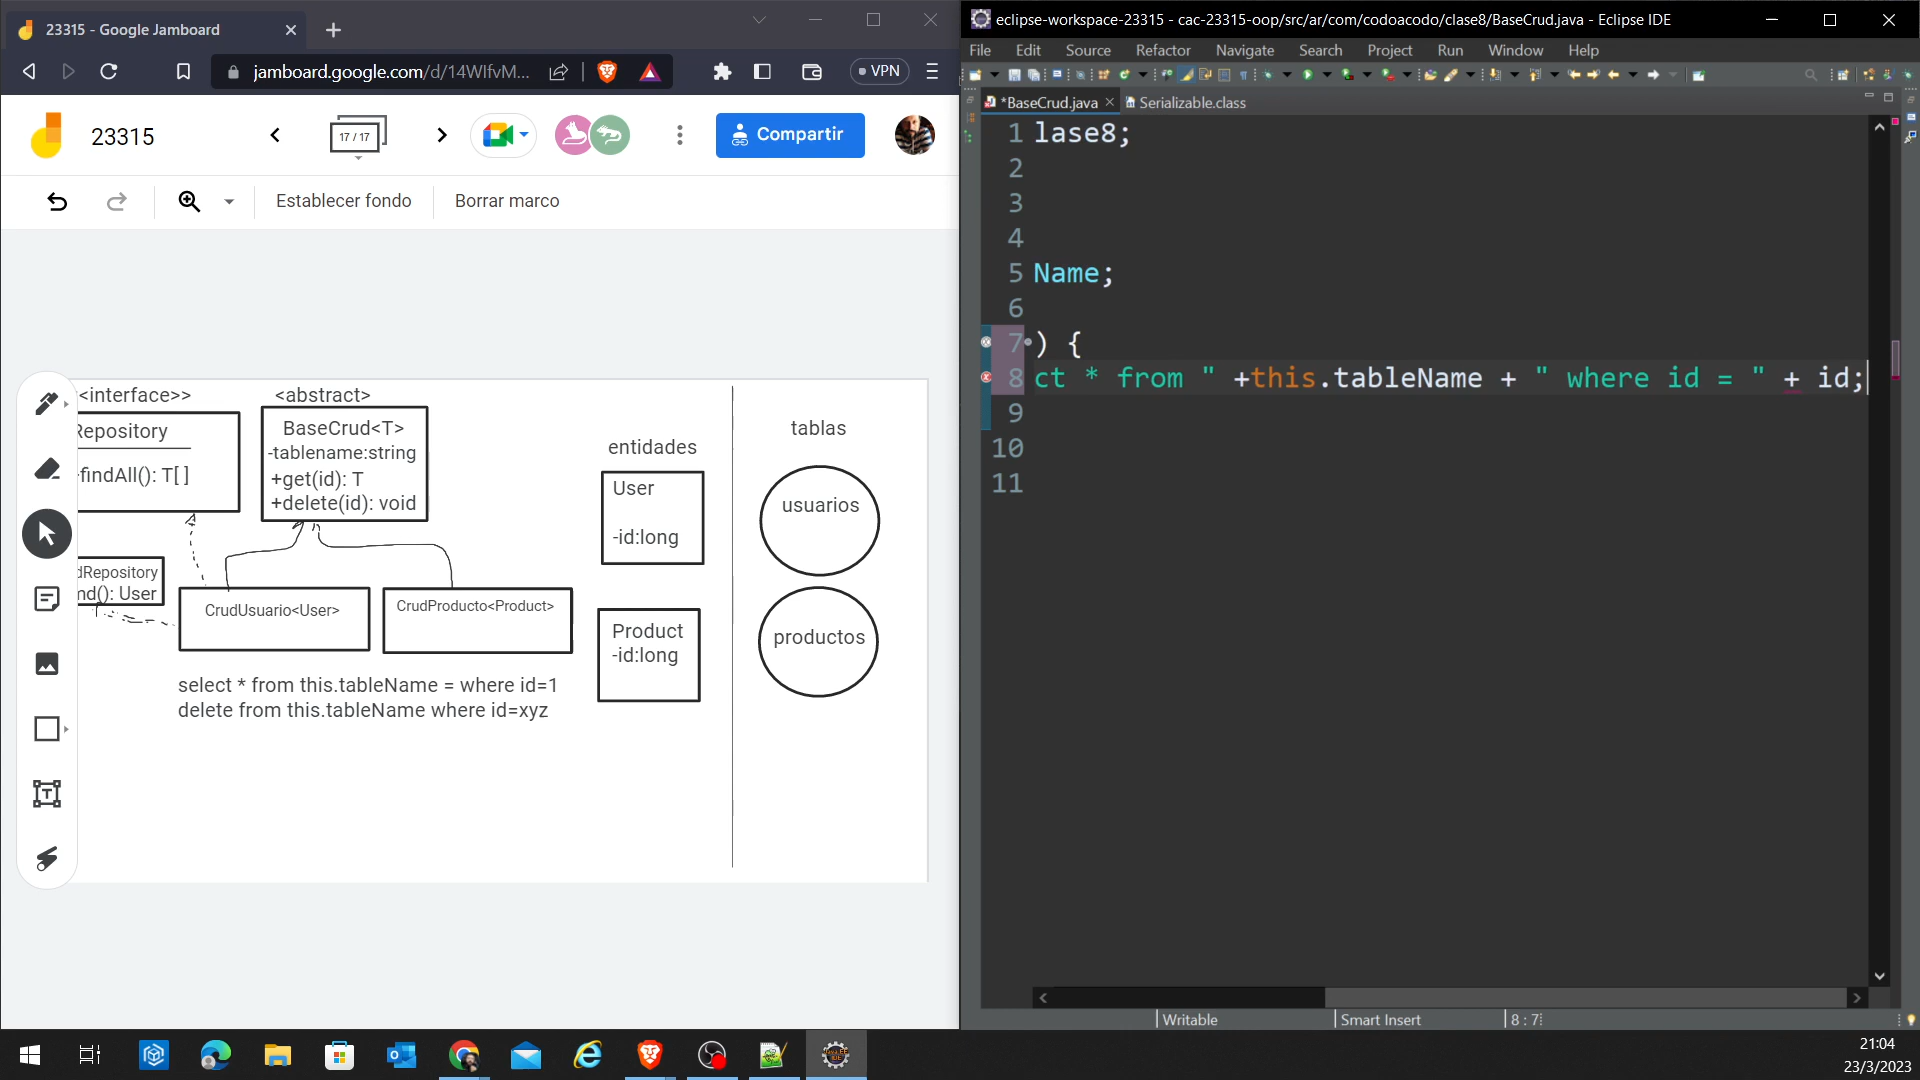 23315 - Google Jamboard
jamboard.google.com/d/14WIfvM...
VPN
23315
17 / 17
Compartir
Establecer fondo
Borrar marco
<interface>>
Repository
findAll(): T[ ]
<abstract>
BaseCrud<T>
-tablename:string
+get(id): T
+delete(id): void
dRepository
nd(): User
CrudUsuario<User>
CrudProducto<Product>
select * from this.tableName = where id=1
delete from this.tableName where id=xyz
entidades
User
-id:long
Product
-id:long
tablas
usuarios
productos
eclipse-workspace-23315 - cac-23315-oop/src/ar/com/codoacodo/clase8/BaseCrud.java - Eclipse IDE
File Edit Source Refactor Navigate Search Project Run Window Help
*BaseCrud.java
Serializable.class
1 lase8;
2
3
4
5 Name;
6
7 ) {
8 ct * from " +this.tableName + " where id = " + id;
9
10
11
Writable
Smart Insert
21:04
23/3/2023